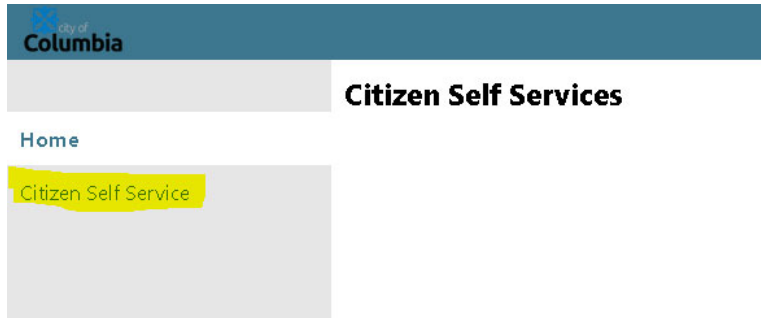 city of
Columbia
Citizen Self Services
Home
Citizen Self Service